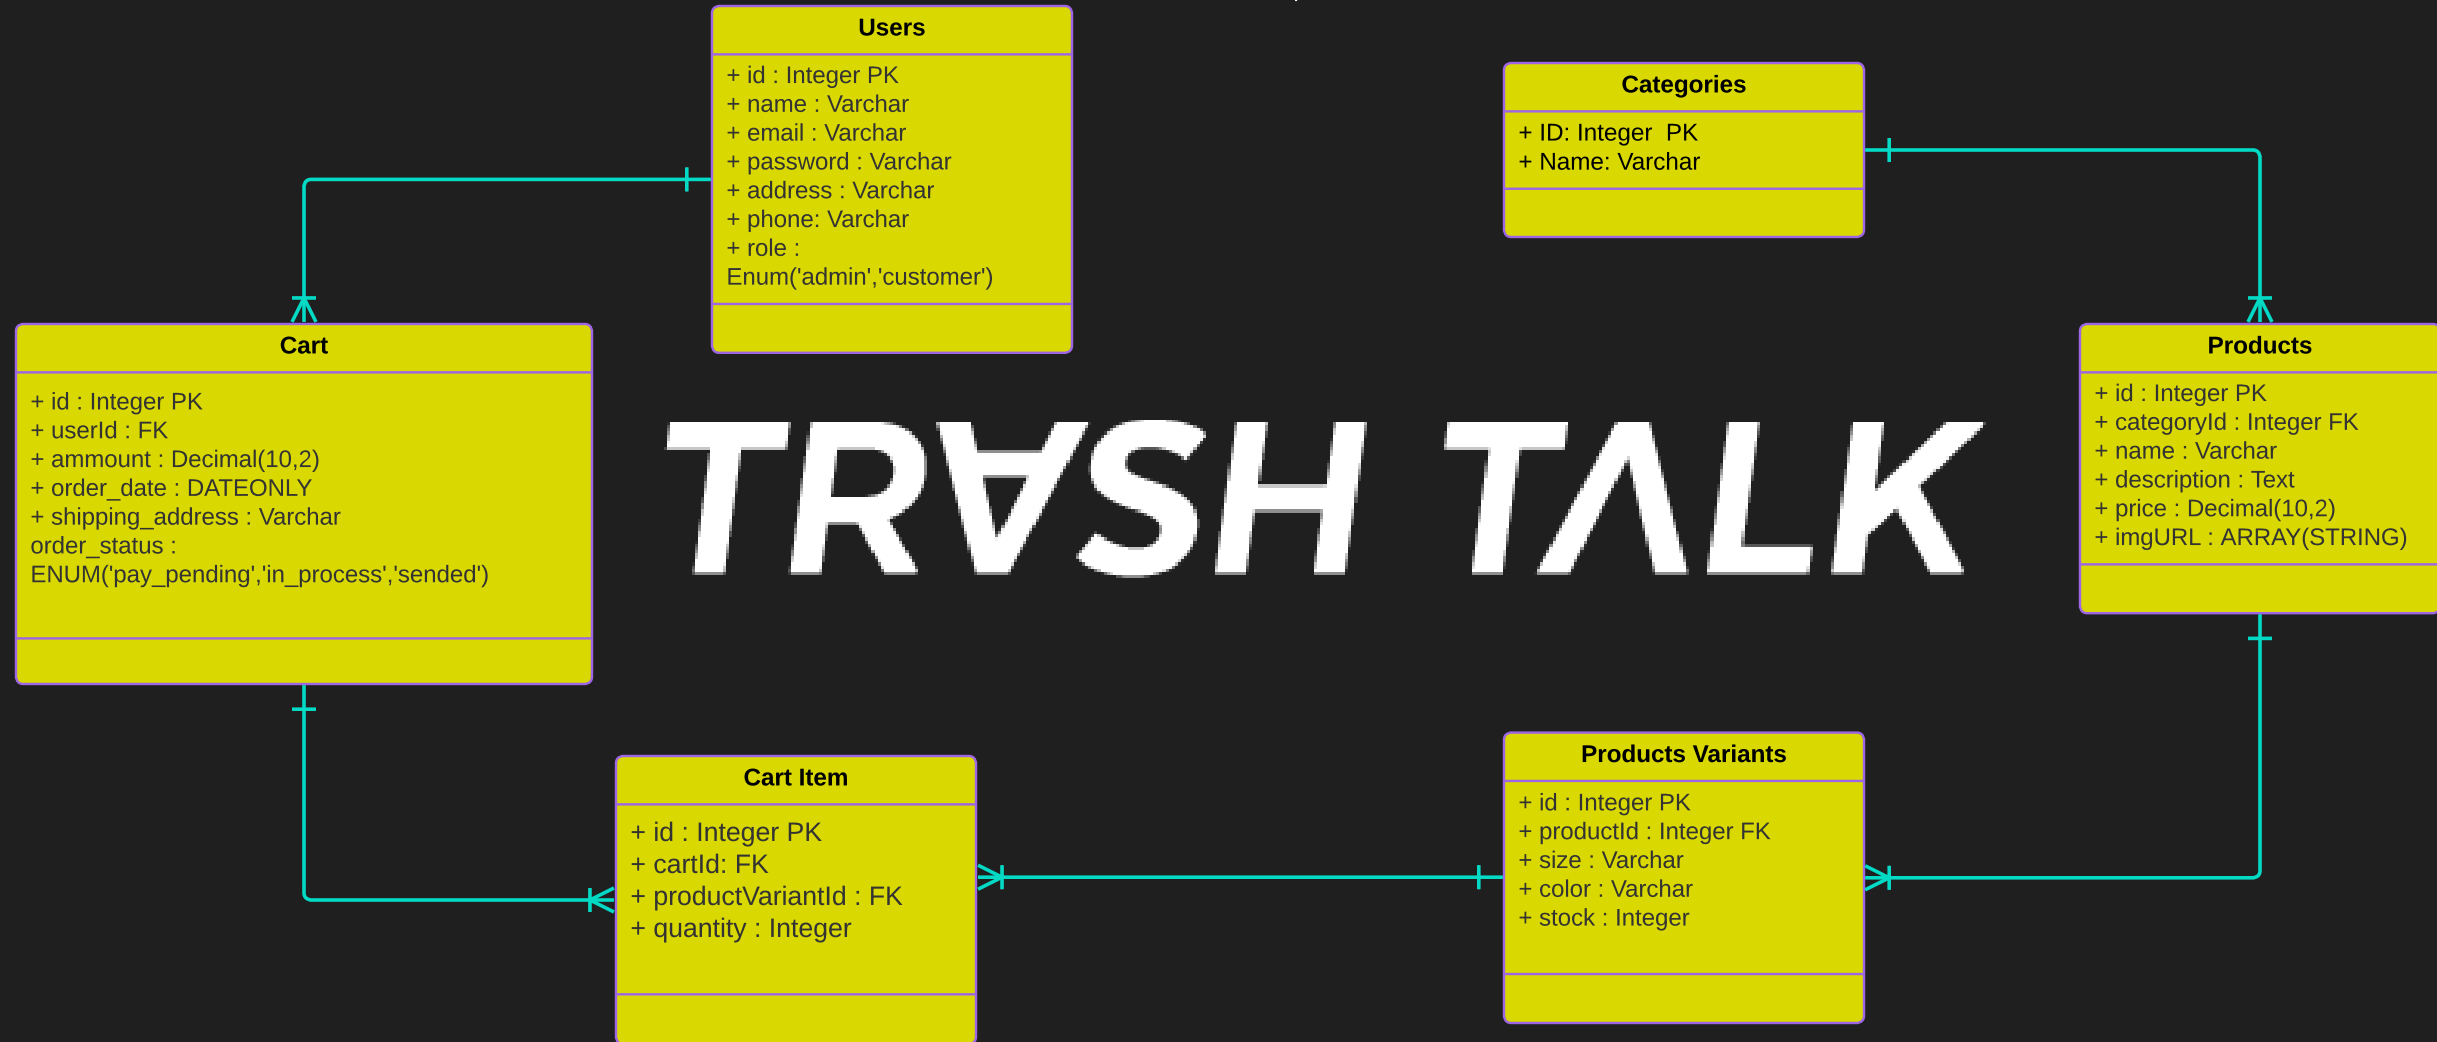 Users
+ id : Integer PK
+ name : Varchar
+ email : Varchar
+ password : Varchar
+ address : Varchar
+ phone: Varchar
+ role :
Enum('admin','customer')
Categories
+ ID: Integer  PK
+ Name: Varchar
Cart
+ id : Integer PK
+ userId : FK
+ ammount : Decimal(10,2)
+ order_date : DATEONLY
+ shipping_address : Varchar
order_status :
ENUM('pay_pending','in_process','sended')
TRASH TALK
Products
+ id : Integer PK
+ categoryId : Integer FK
+ name : Varchar
+ description : Text
+ price : Decimal(10,2)
+ imgURL : ARRAY(STRING)
Cart Item
+ id : Integer PK
+ cartId: FK
+ productVariantId : FK
+ quantity : Integer
Products Variants
+ id : Integer PK
+ productId : Integer FK
+ size : Varchar
+ color : Varchar
+ stock : Integer